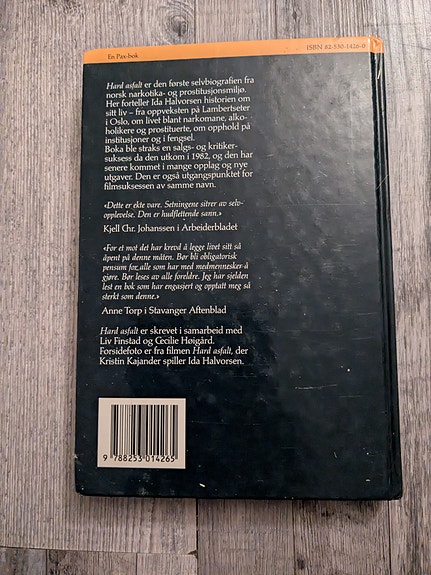 En Pax-bok
ISBN 82-530-1426-0
Hard asfalt er den første selvbiografien fra
norsk narkotika- og prostitusjonsmiljø.
Her forteller Ida Halvorsen historien om
sitt liv – fra oppveksten på Lambertseter
i Oslo, om livet blant narkomane, alko-
holikere og prostituerte, om opphold på
institusjoner og i fengsel.
Boka ble straks en salgs- og kritiker-
suksess da den utkom i 1982, og den har
senere kommet i mange opplag og nye
utgaver. Den er også utgangspunktet for
filmsuksessen av samme navn.
«Dette er ekte vare. Setningene sitrer av selv-
opplevelse. Den er hudflettende sann.»
Kjell Chr. Johanssen i Arbeiderbladet
«For et mot det har krevd å legge livet sitt så
åpent på denne måten. Bør bli obligatorisk
pensum for alle som har med medmennesker å
gjøre. Bør leses av alle foreldre. Jeg har sjelden
lest en bok som har engasjert og opptatt meg så
sterkt som denne.»
Anne Torp i Stavanger Aftenblad
Hard asfalt er skrevet i samarbeid med
Liv Finstad og Cecilie Høigård.
Forsidefoto er fra filmen Hard asfalt, der
Kristin Kajander spiller Ida Halvorsen.
9 788253 014265